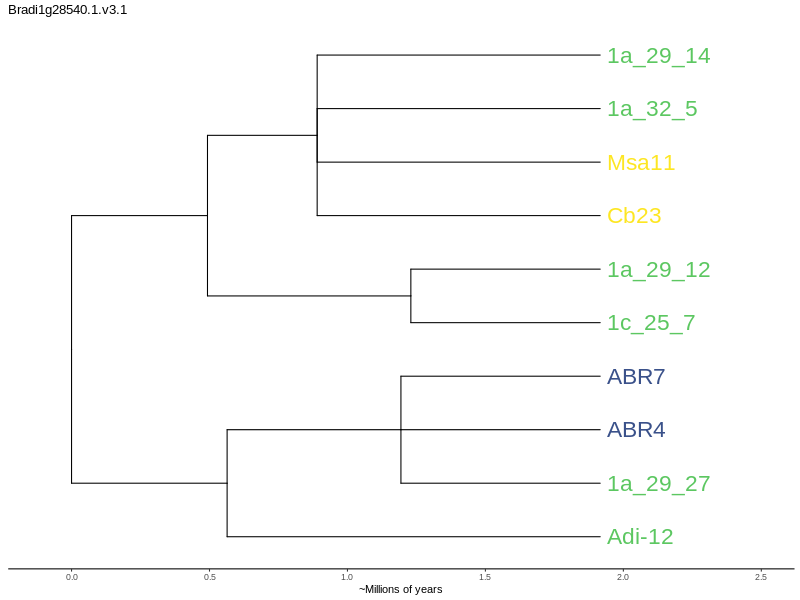 Bradi1g28540.1.v3.1
1a_29_14
1a_32_5
Msa11
Cb23
1a_29_12
1c_25_7
ABR7
ABR4
1a_29_27
Adi-12
0.0 0.5 1.0 1.5 2.0 2.5
~Millions of years